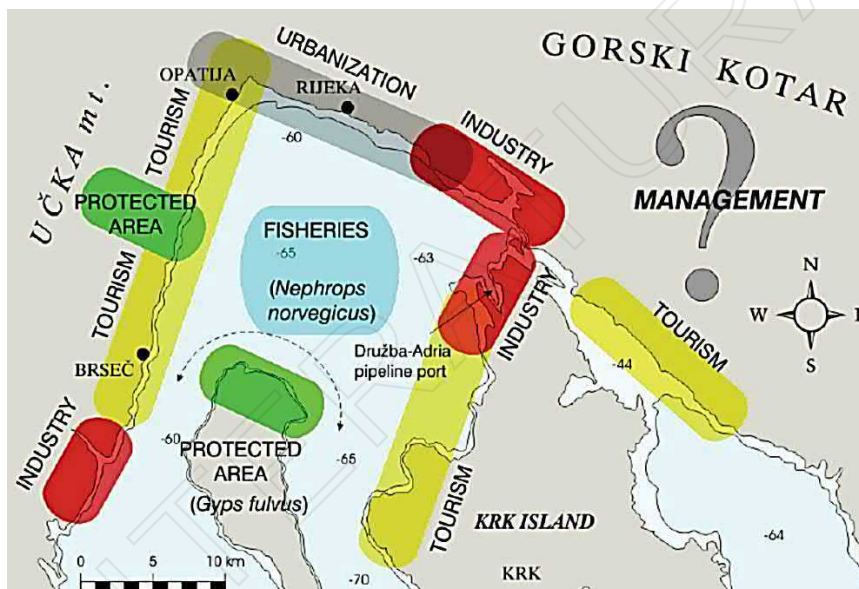 URBANIZATION
GORSKI KOTAR
OPATIJA
RIJEKA
-60
INDUSTRY
UČKA mt.
TOURISM
PROTECTED
AREA
FISHERIES
-65
(Nephrops
norvegicus)
-63
MANAGEMENT
?
N
W
E
S
TOURISM
INDUSTRY
TOURISM
Družba-Adria
pipeline port
-44
BRSEČ
INDUSTRY
-60
PROTECTED
AREA
(Gyps fulvus)
-65
TOURISM
KRK ISLAND
KRK
-64
-70
0 5 10 km